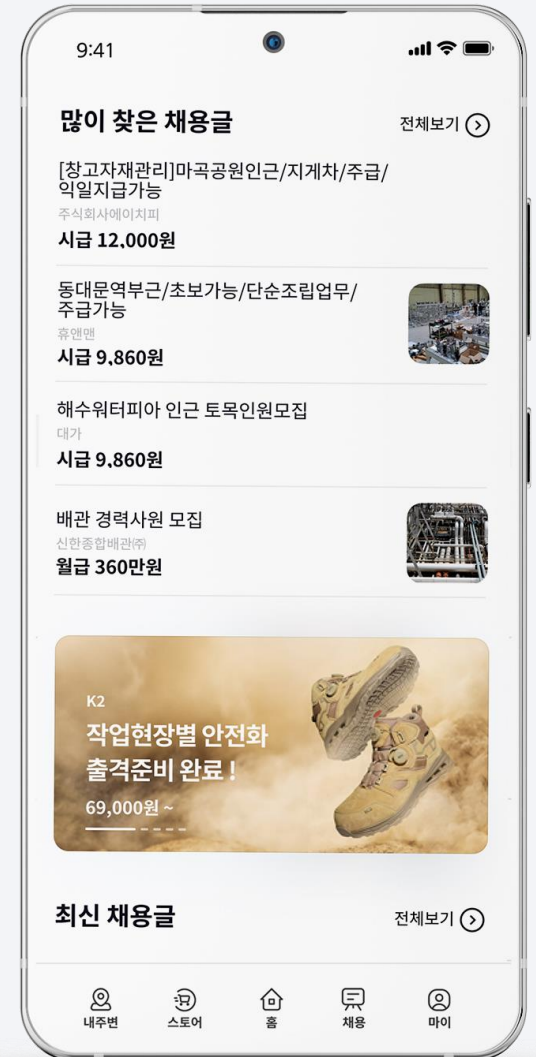 9:41
많이 찾은 채용글
전체보기
[창고자재관리]마곡공원인근/지게차/주급/
익일지급가능
주식회사에이치피
시급 12,000원
동대문역부근/초보가능/단순조립업무/
주급가능
휴앤맨
시급 9,860원
해수워터피아 인근 토목인원모집
대가
시급 9,860원
배관 경력사원 모집
신한종합배관㈜
월급 360만원
K2
작업현장별 안전화
출격준비 완료 !
69,000원 ~
최신 채용글
전체보기
내주변
스토어
홈
채용
마이